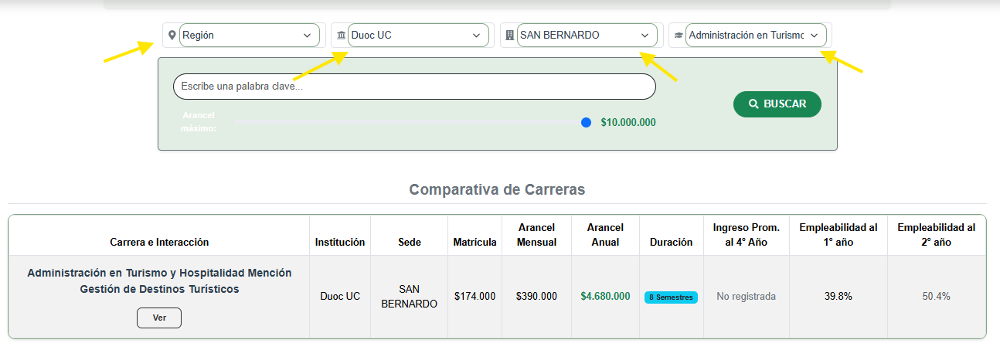 Región
Duoc UC
SAN BERNARDO
Administración en Turismo
Escribe una palabra clave...
BUSCAR
Arancel
máximo:
$10.000.000
Comparativa de Carreras
Carrera e Interacción
Institución
Sede
Matrícula
Arancel
Mensual
Arancel
Anual
Duración
Ingreso Prom.
al 4° Año
Empleabilidad al
1° año
Empleabilidad al
2° año
Administración en Turismo y Hospitalidad Mención
Gestión de Destinos Turísticos
Ver
Duoc UC
SAN
BERNARDO
$174.000
$390.000
$4.680.000
8 Semestres
No registrada
39.8%
50.4%